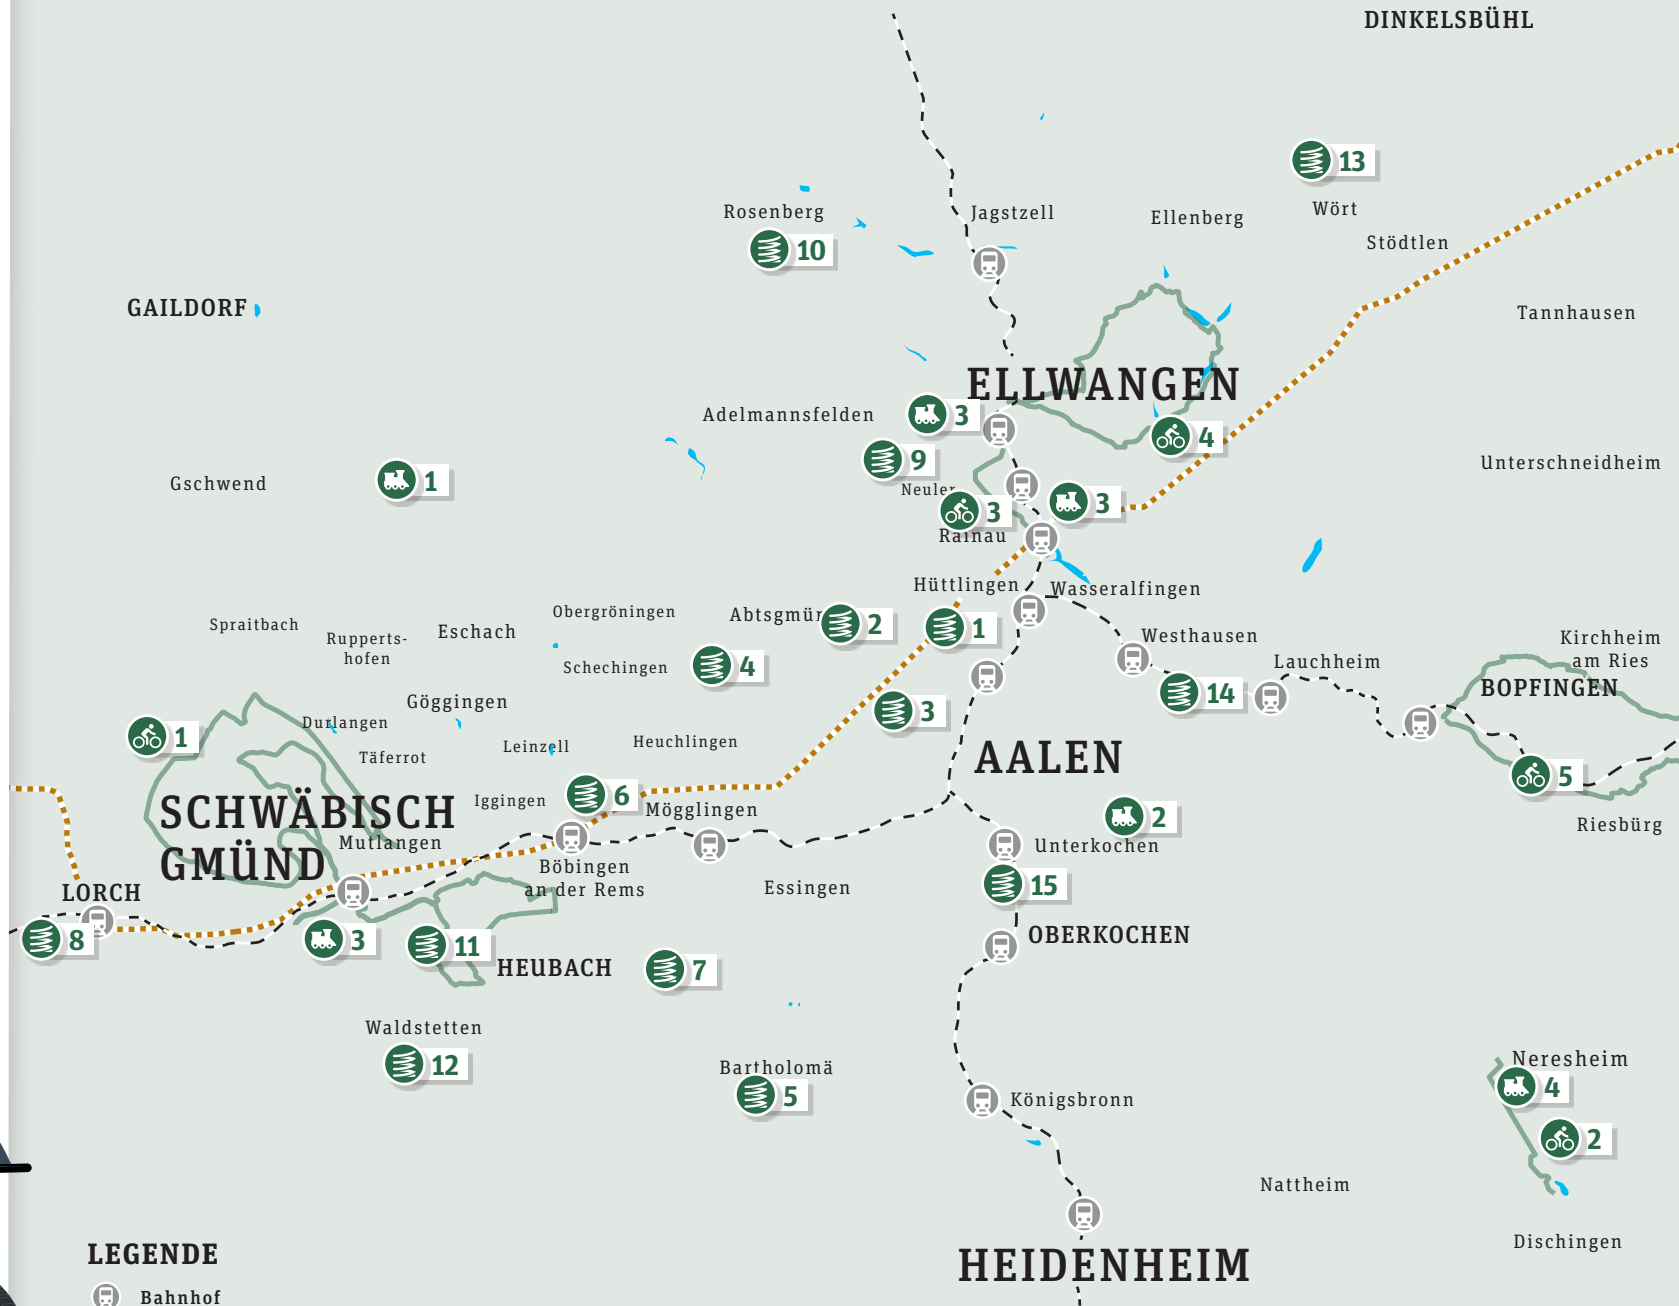 DINKELSBÜHL
13
Rosenberg
Jagstzell
Ellenberg
Wört
10
Stödtlen
GAILDORF
Tannhausen
ELLWANGEN
Adelmannsfelden
3
4
9
Unterschneidheim
Gschwend
1
Neuler
3
3
Rainau
Hüttlingen
Wasseralfingen
Obergröningen
Abtsgmün
2
1
Spraitbach
Rupperts-
hofen
Eschach
Westhausen
Kirchheim
am Ries
Schechingen
4
Lauchheim
14
BOPFINGEN
Göggingen
3
Durlangen
1
Täferrot
Leinzell
Heuchlingen
AALEN
5
Iggingen
6
Mögglingen
2
SCHWÄBISCH
GMÜND
Mutlangen
Riesbürg
Unterkochen
Böbingen
an der Rems
Essingen
15
LORCH
8
3
11
OBERKOCHEN
HEUBACH
7
Waldstetten
12
Bartholomä
5
Neresheim
4
Königsbronn
2
Nattheim
Dischingen
HEIDENHEIM
LEGENDE
Bahnhof